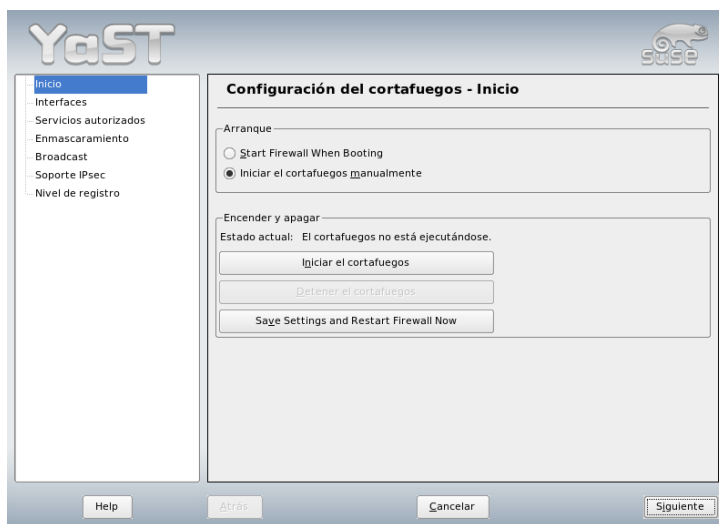 YaST
SUSE
Inicio
Interfaces
Servicios autorizados
Enmascaramiento
Broadcast
Soporte IPsec
Nivel de registro
Configuración del cortafuegos - Inicio
Arranque
Start Firewall When Booting
Iniciar el cortafuegos manualmente
Encender y apagar
Estado actual: El cortafuegos no está ejecutándose.
Iniciar el cortafuegos
Detener el cortafuegos
Save Settings and Restart Firewall Now
Help
Atrás
Cancelar
Siguiente